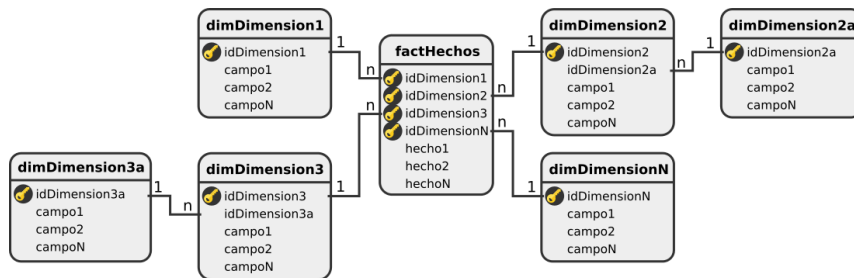 dimDimension1
idDimension1
campo1
campo2
campoN
1
n
factHechos
idDimension1
idDimension2
idDimension3
idDimensionN
hecho1
hecho2
hechoN
n
1
dimDimension2
idDimension2
idDimension2a
campo1
campo2
campoN
n
1
dimDimension2a
idDimension2a
campo1
campo2
campoN
dimDimension3a
idDimension3a
campo1
campo2
campoN
1
n
dimDimension3
idDimension3
idDimension3a
campo1
campo2
campoN
1
n
n
1
dimDimensionN
idDimensionN
campo1
campo2
campoN